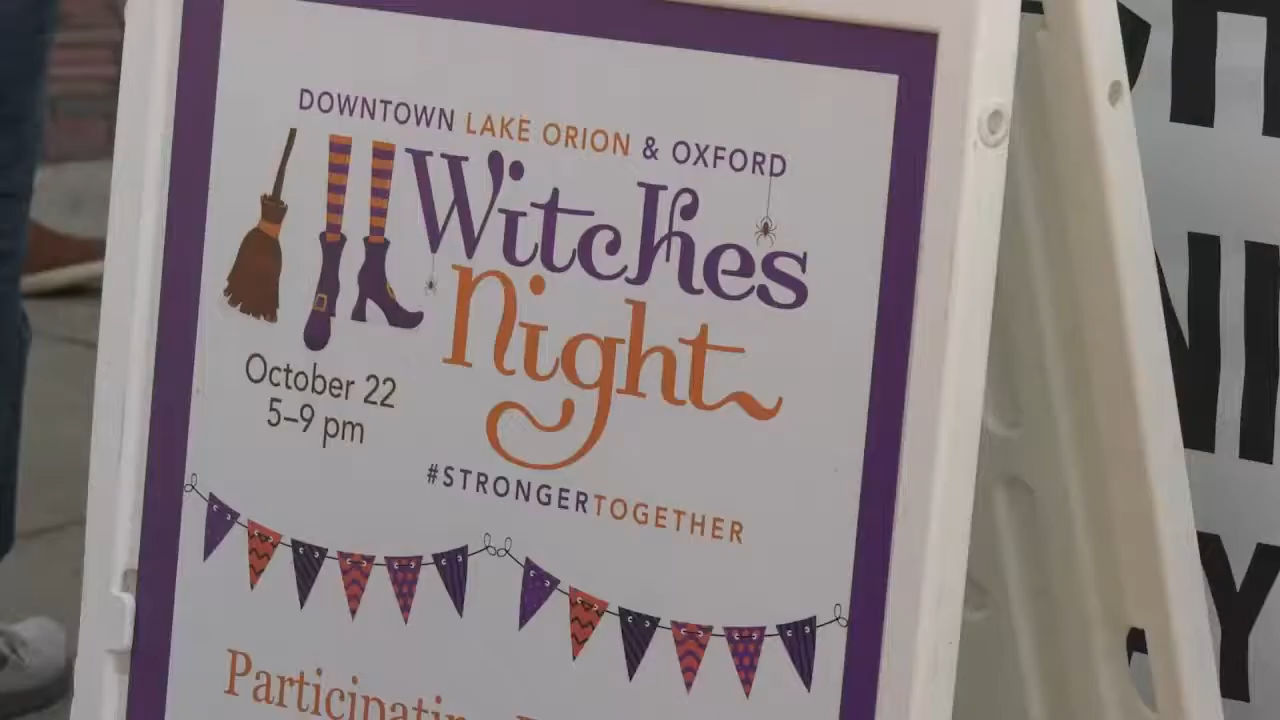 DOWNTOWN LAKE ORION & OXFORD
Witches
Night
October 22
5–9 pm
#STRONGERTOGETHER